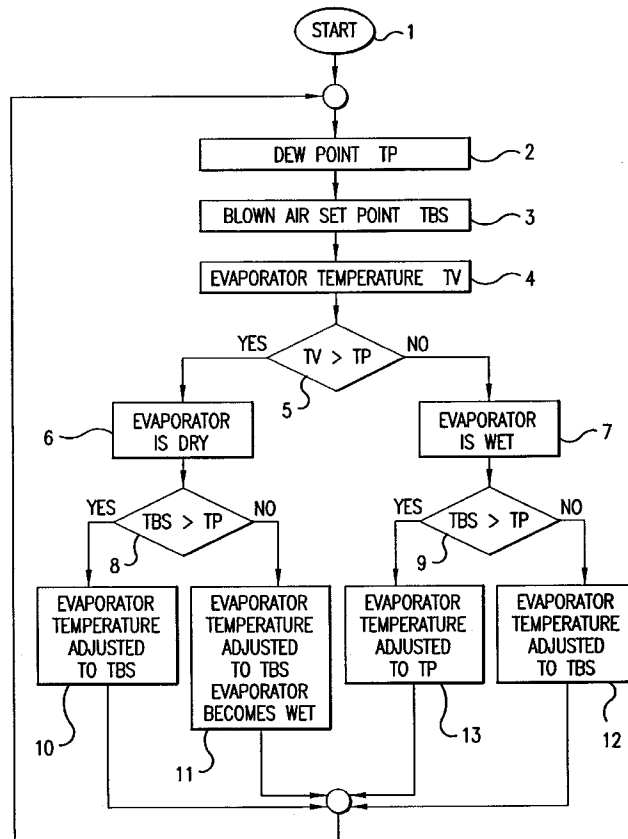 START
1
DEW POINT TP
2
BLOWN AIR SET POINT TBS
3
EVAPORATOR TEMPERATURE TV
4
YES
TV > TP
NO
5
6
EVAPORATOR
IS DRY
EVAPORATOR
IS WET
7
YES
TBS > TP
NO
8
YES
TBS > TP
NO
9
EVAPORATOR
TEMPERATURE
ADJUSTED
TO TBS
10
EVAPORATOR
TEMPERATURE
ADJUSTED
TO TBS
EVAPORATOR
BECOMES WET
11
EVAPORATOR
TEMPERATURE
ADJUSTED
TO TP
13
EVAPORATOR
TEMPERATURE
ADJUSTED
TO TBS
12